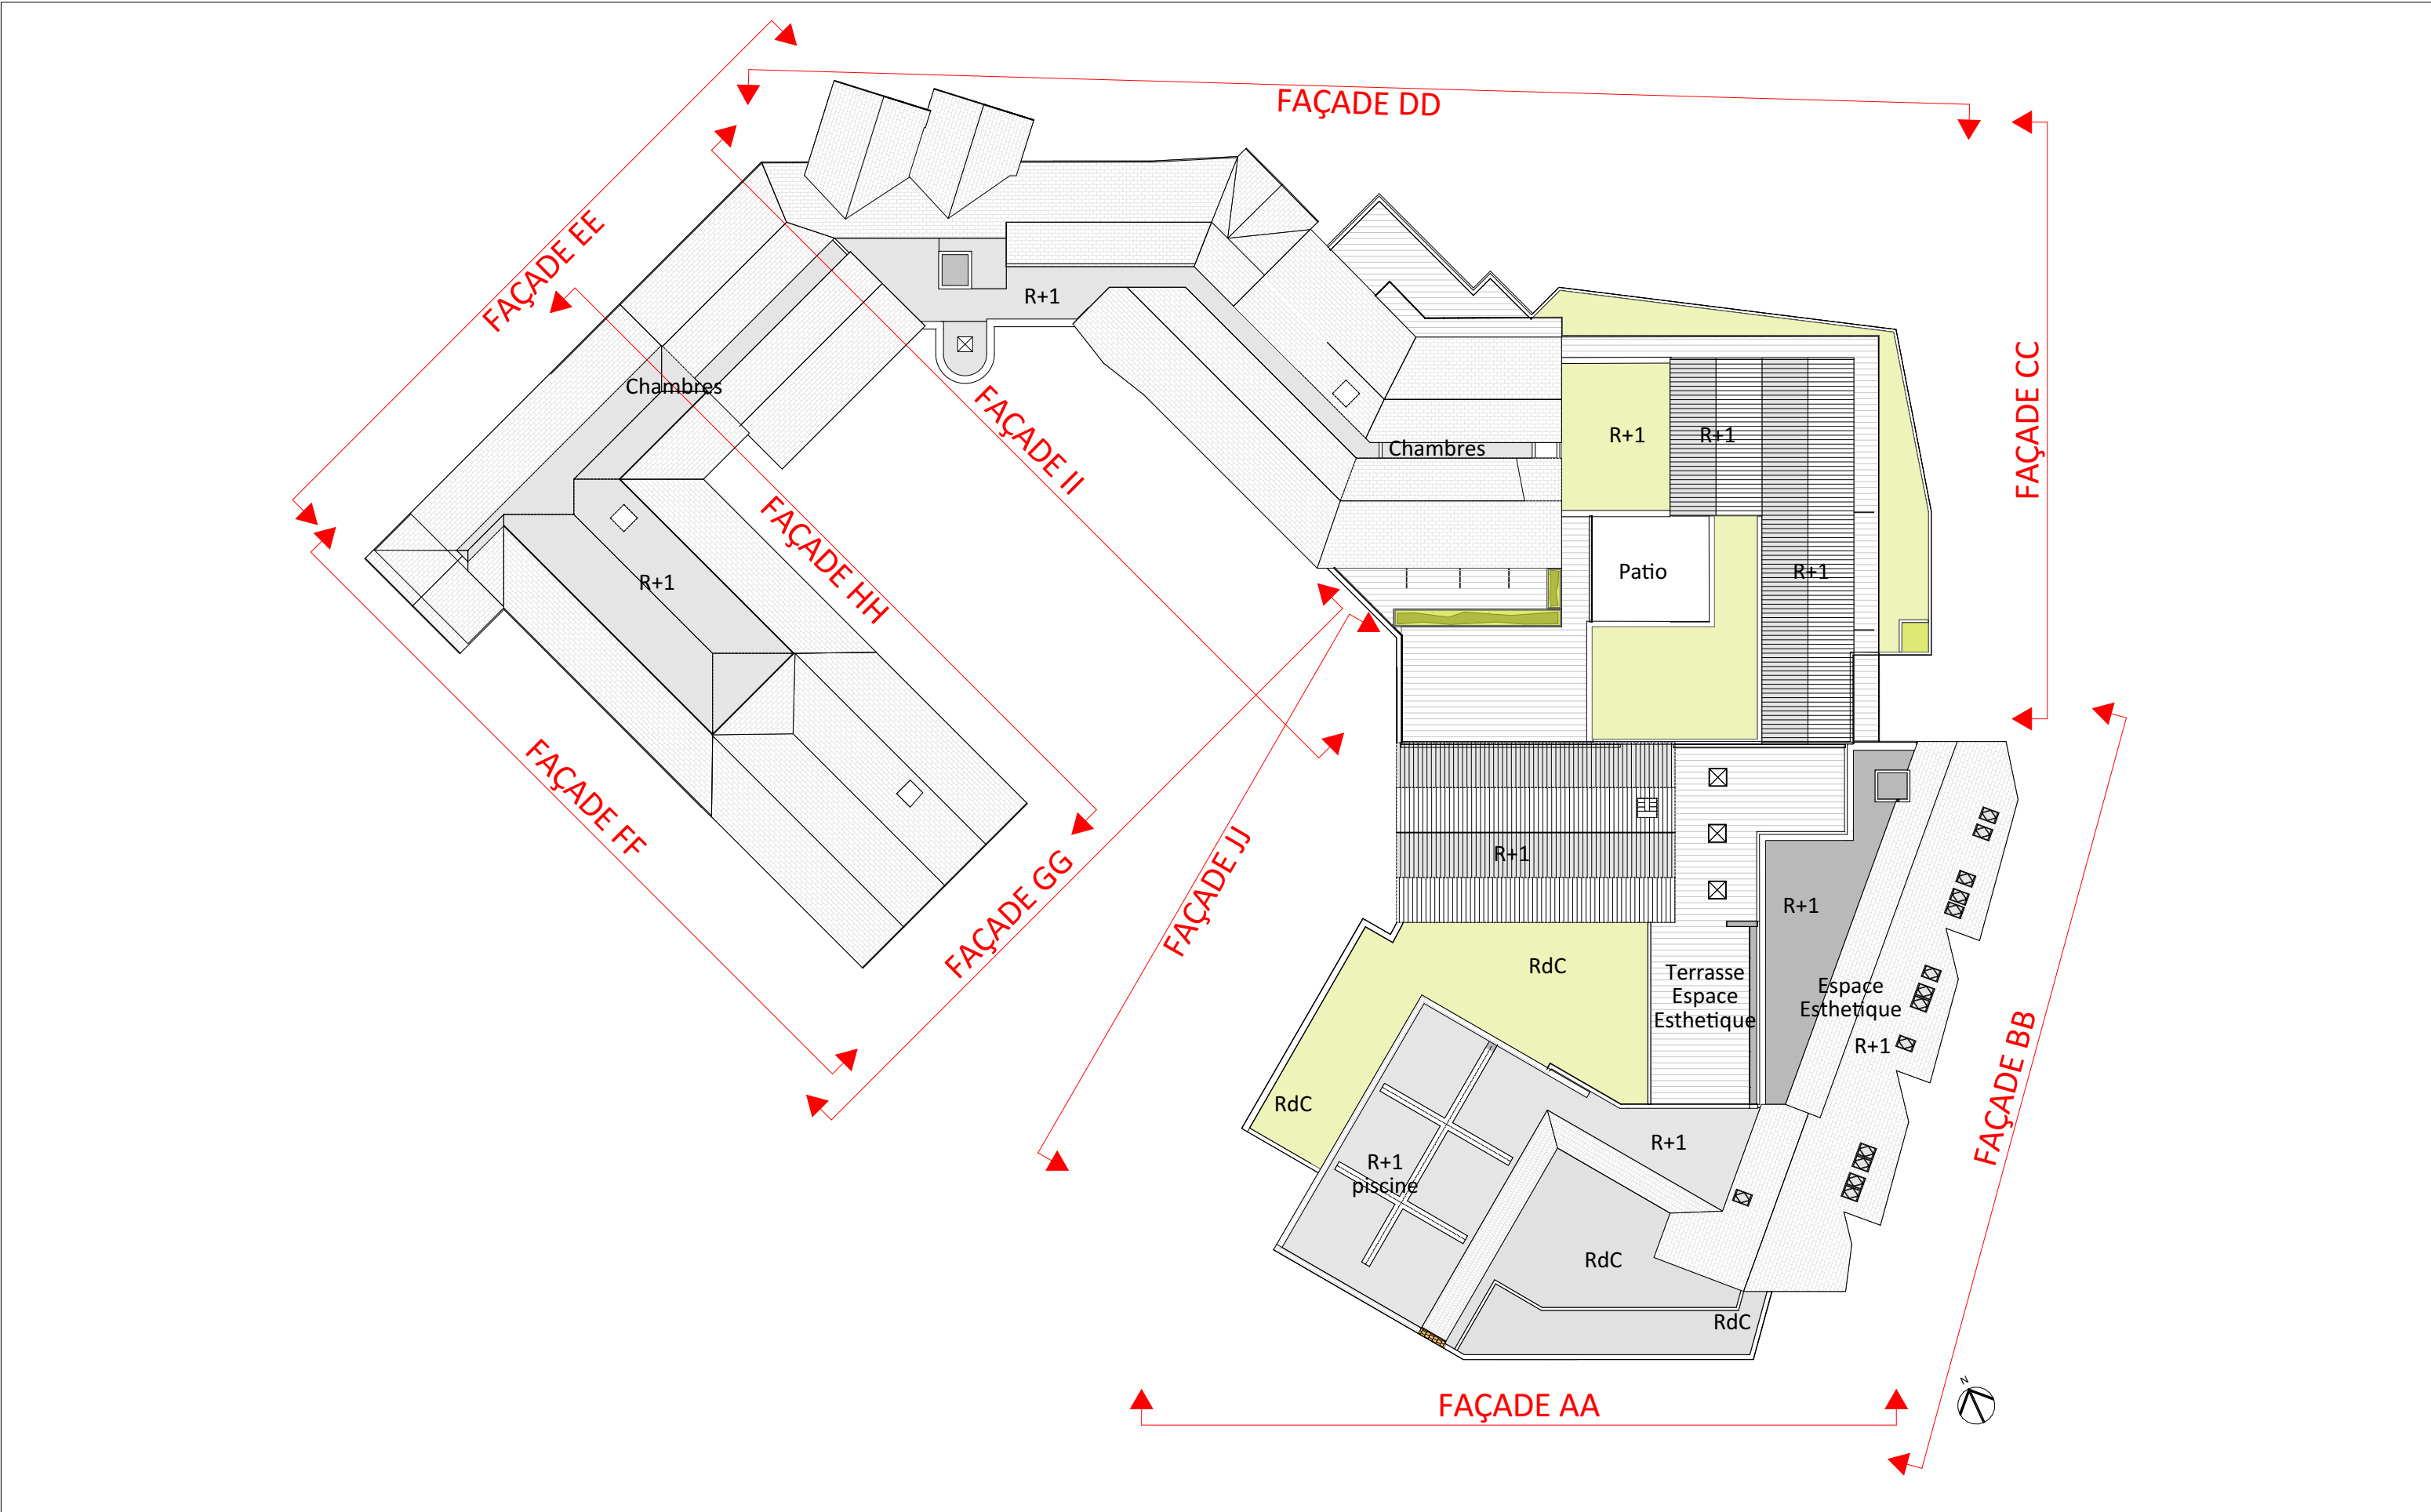 FAÇADE DD
FAÇADE EE
R+1
FAÇADE CC
Chambres
FAÇADE II
R+1
R+1
Chambres
FAÇADE HH
R+1
Patio
R+1
FAÇADE FF
FAÇADE GG
FAÇADE JJ
R+1
R+1
RdC
Terrasse
Espace
Esthetique
Espace
Esthetique
R+1
FAÇADE BB
RdC
R+1
R+1
piscine
RdC
RdC
N
FAÇADE AA